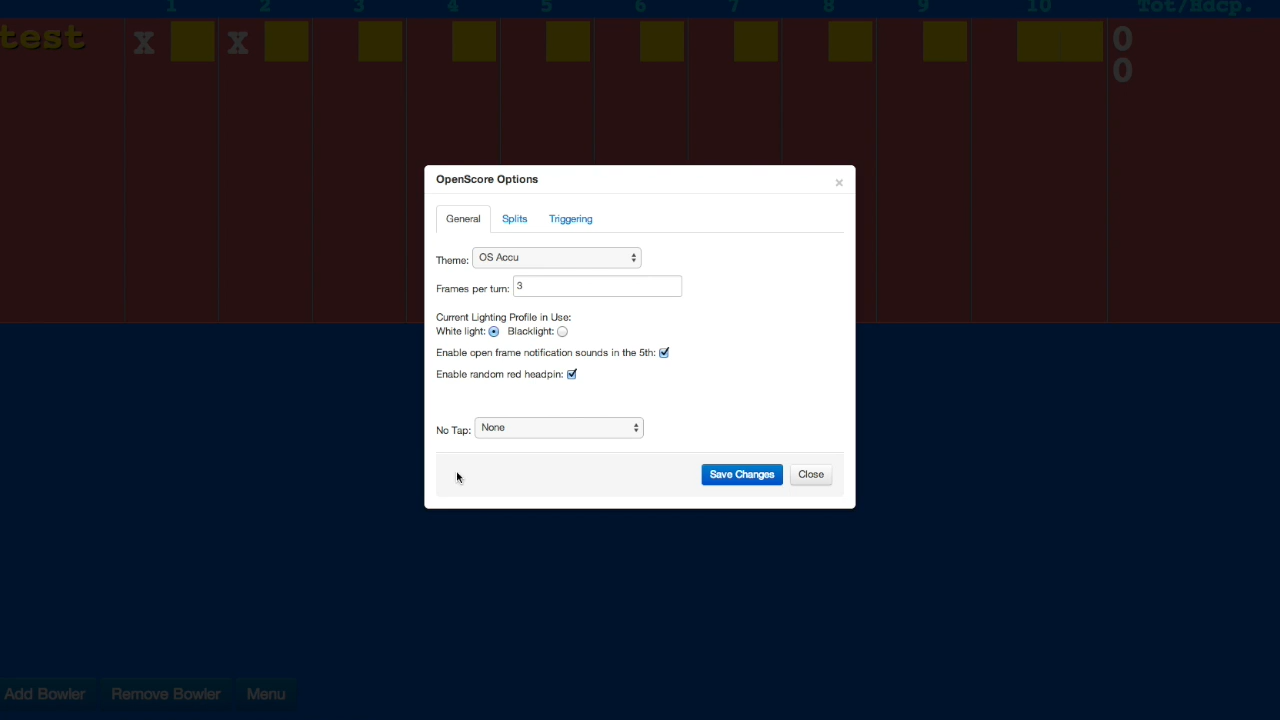 1 2 3 4 5 6 7 8 9 10 Tot/Hdcp.
test X X 0
0
OpenScore Options ×
General Splits Triggering
Theme: OS Accu
Frames per turn: 3
Current Lighting Profile in Use:
White light: Blacklight:
Enable open frame notification sounds in the 5th:
Enable random red headpin:
No Tap: None
Save Changes Close
Add Bowler Remove Bowler Menu